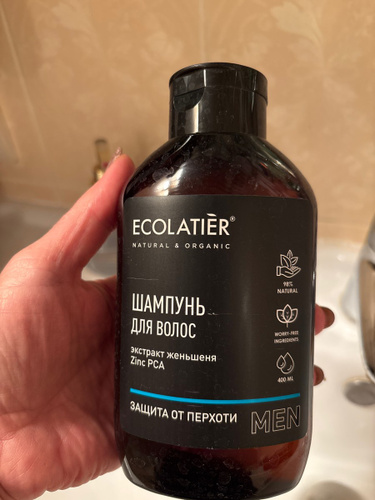 ECOLATIÈR®
NATURAL & ORGANIC
98%
NATURAL
WORRY-FREE
INGREDIENTS
400 ML
ШАМПУНЬ
ДЛЯ ВОЛОС
экстракт женьшеня
Zinc PCA
ЗАЩИТА ОТ ПЕРХОТИ
MEN